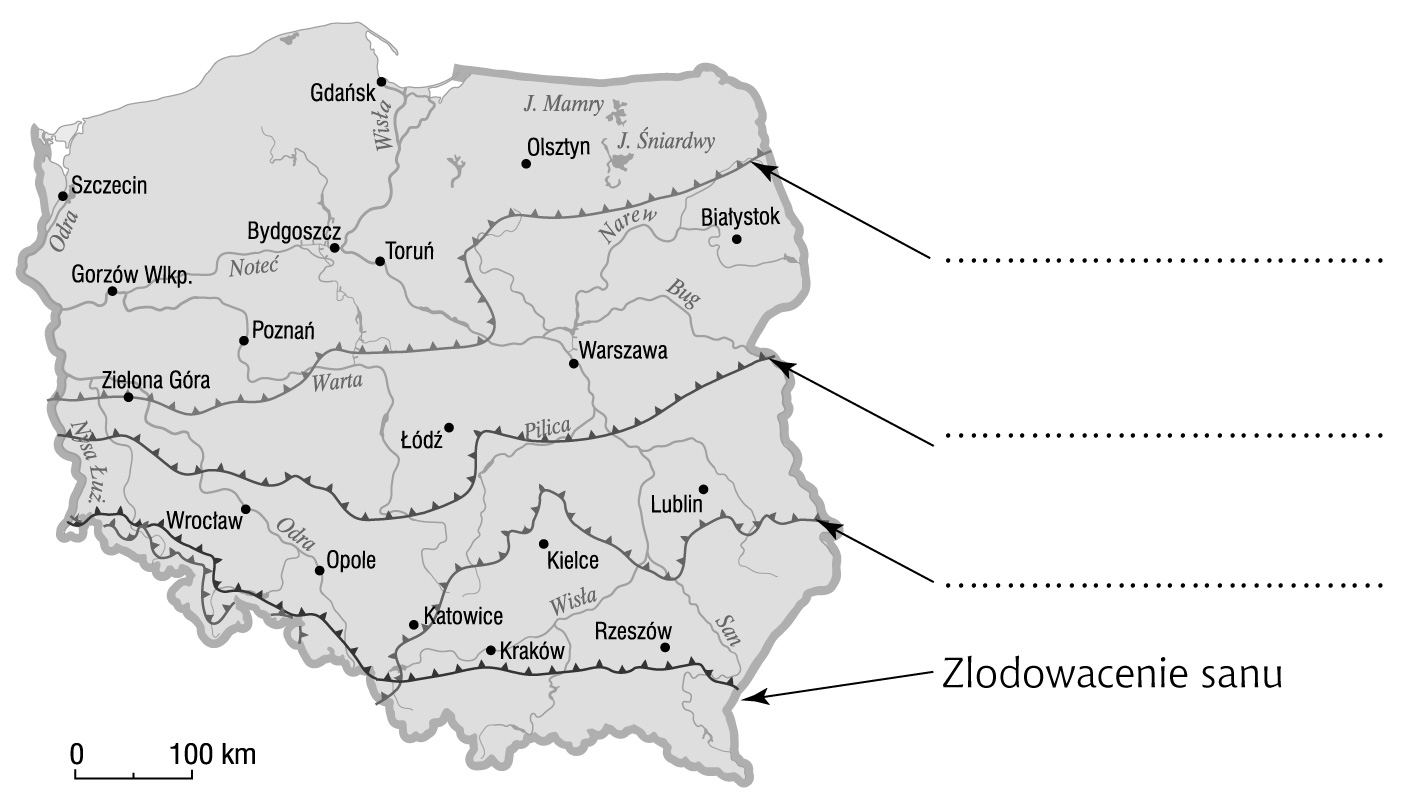 Gdańsk
Wisła
J. Mamry
J. Śniardwy
Olsztyn
Szczecin
Odra
Białystok
Narew
Bydgoszcz
Toruń
Noteć
Gorzów Wlkp.
....................................
Bug
Poznań
Warszawa
Zielona Góra
Warta
Łódź
Pilica
....................................
Nysa Łuż.
Lublin
Wrocław
Odra
Opole
Kielce
....................................
Wisła
Katowice
Rzeszów
San
Kraków
Zlodowacenie sanu
0 100 km